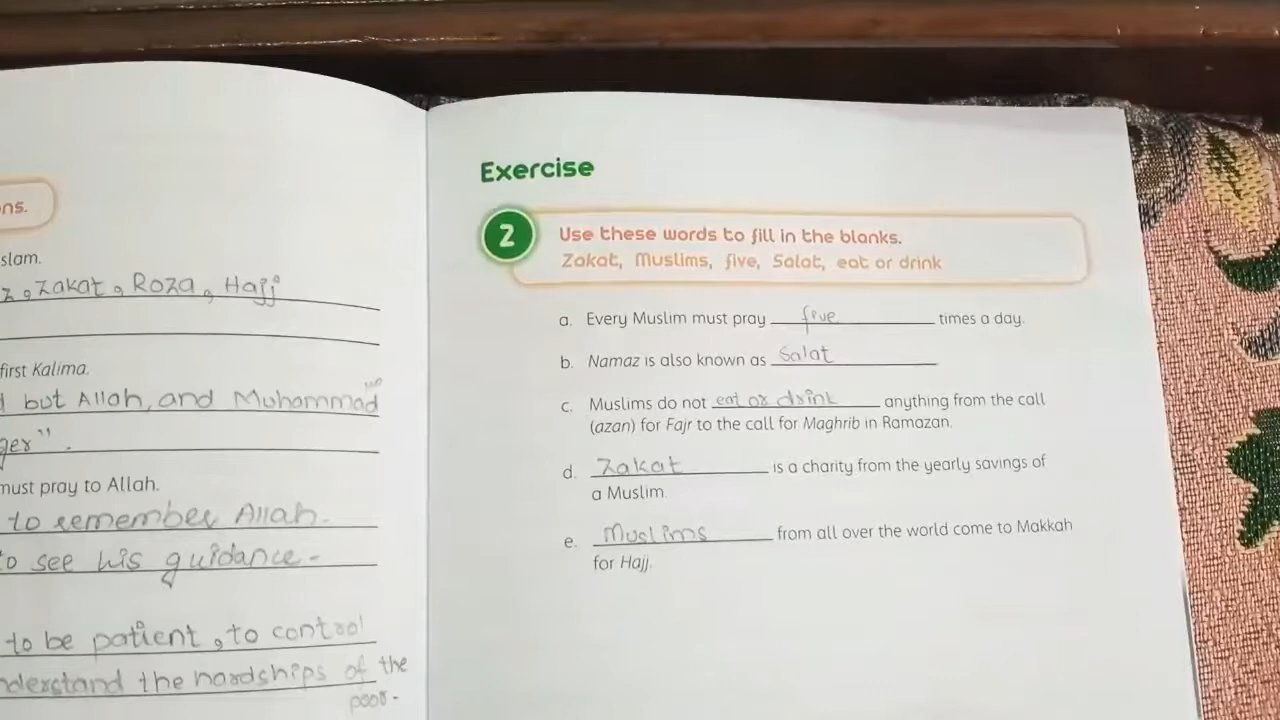 ns.
slam.
z, Zakat, Roza, Hajj
first Kalima.
d but Allah, and Muhammad
ger".
must pray to Allah.
to remember Allah.
to see his guidance.
to be patient, to control
nderstand the hardships of the
poor.
Exercise
2
Use these words to fill in the blanks.
Zakat, Muslims, five, Salat, eat or drink
a. Every Muslim must pray five times a day.
b. Namaz is also known as Salat
c. Muslims do not eat or drink anything from the call
(azan) for Fajr to the call for Maghrib in Ramazan.
d. Zakat is a charity from the yearly savings of
a Muslim.
e. Muslims from all over the world come to Makkah
for Hajj.